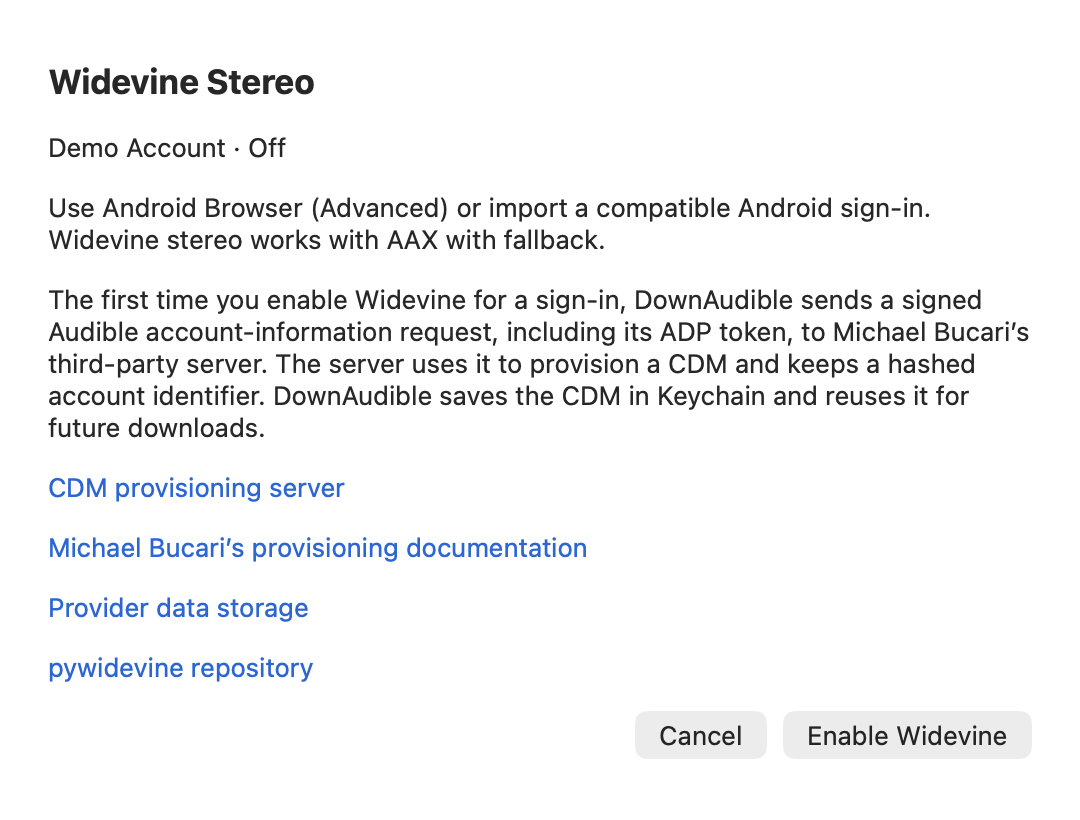 Widevine Stereo
Demo Account · Off
Use Android Browser (Advanced) or import a compatible Android sign-in.
Widevine stereo works with AAX with fallback.
The first time you enable Widevine for a sign-in, DownAudible sends a signed
Audible account-information request, including its ADP token, to Michael Bucari’s
third-party server. The server uses it to provision a CDM and keeps a hashed
account identifier. DownAudible saves the CDM in Keychain and reuses it for
future downloads.
CDM provisioning server
Michael Bucari’s provisioning documentation
Provider data storage
pywidevine repository
Cancel
Enable Widevine